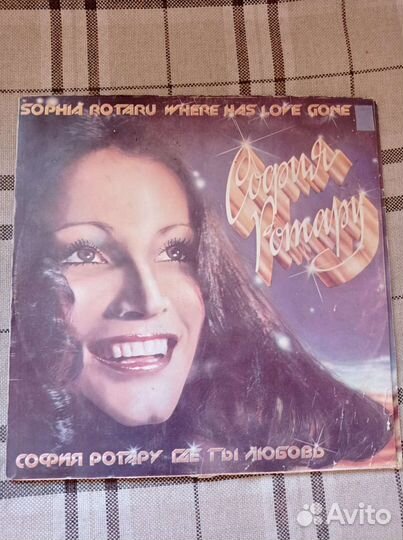 SOPHIA ROTARU WHERE HAS LOVE GONE
София
Ротару
СОФИЯ РОТАРУ ГДЕ ТЫ ЛЮБОВЬ
Avito